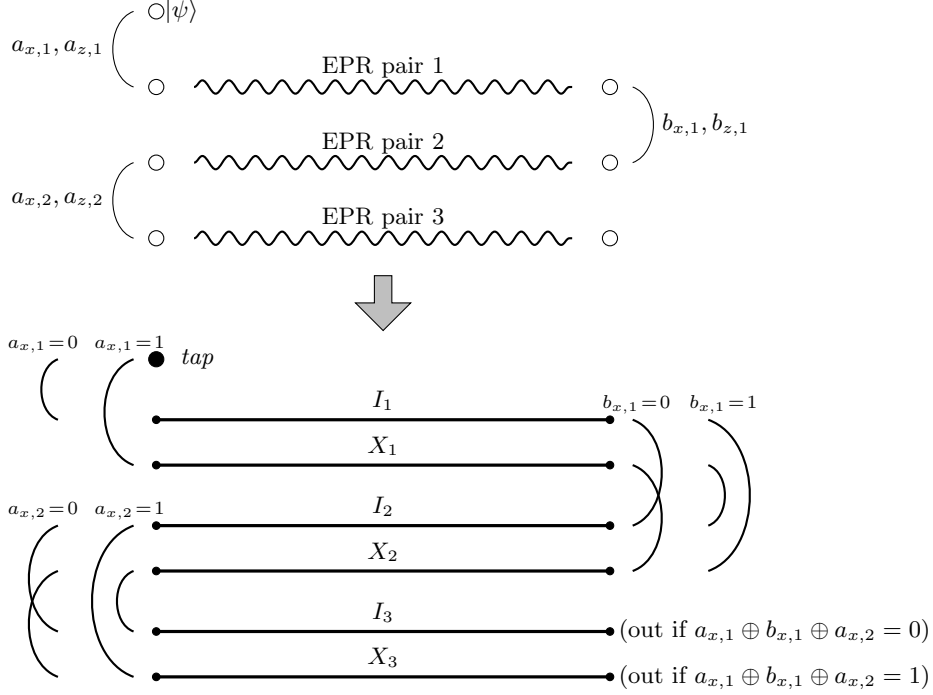 |ψ⟩
a_{x,1}, a_{z,1}
EPR pair 1
b_{x,1}, b_{z,1}
EPR pair 2
a_{x,2}, a_{z,2}
EPR pair 3
a_{x,1}=0 a_{x,1}=1 tap
I_1 b_{x,1}=0 b_{x,1}=1
X_1
a_{x,2}=0 a_{x,2}=1 I_2
X_2
I_3 (out if a_{x,1} ⊕ b_{x,1} ⊕ a_{x,2} = 0)
X_3 (out if a_{x,1} ⊕ b_{x,1} ⊕ a_{x,2} = 1)